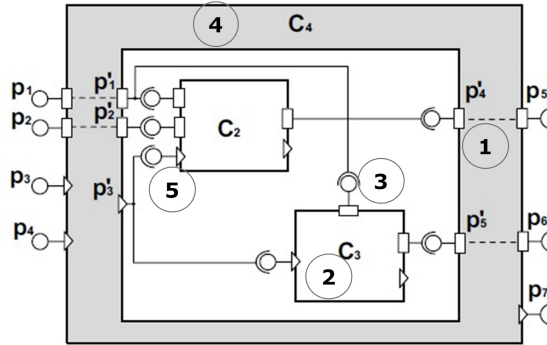 4 C₄
p₁ p'₁ p'₄ p₅
p₂ p'₂ C₂ 1
3
p₃ p'₃ 5
p₄ C₃ p'₅ p₆
2
p₇